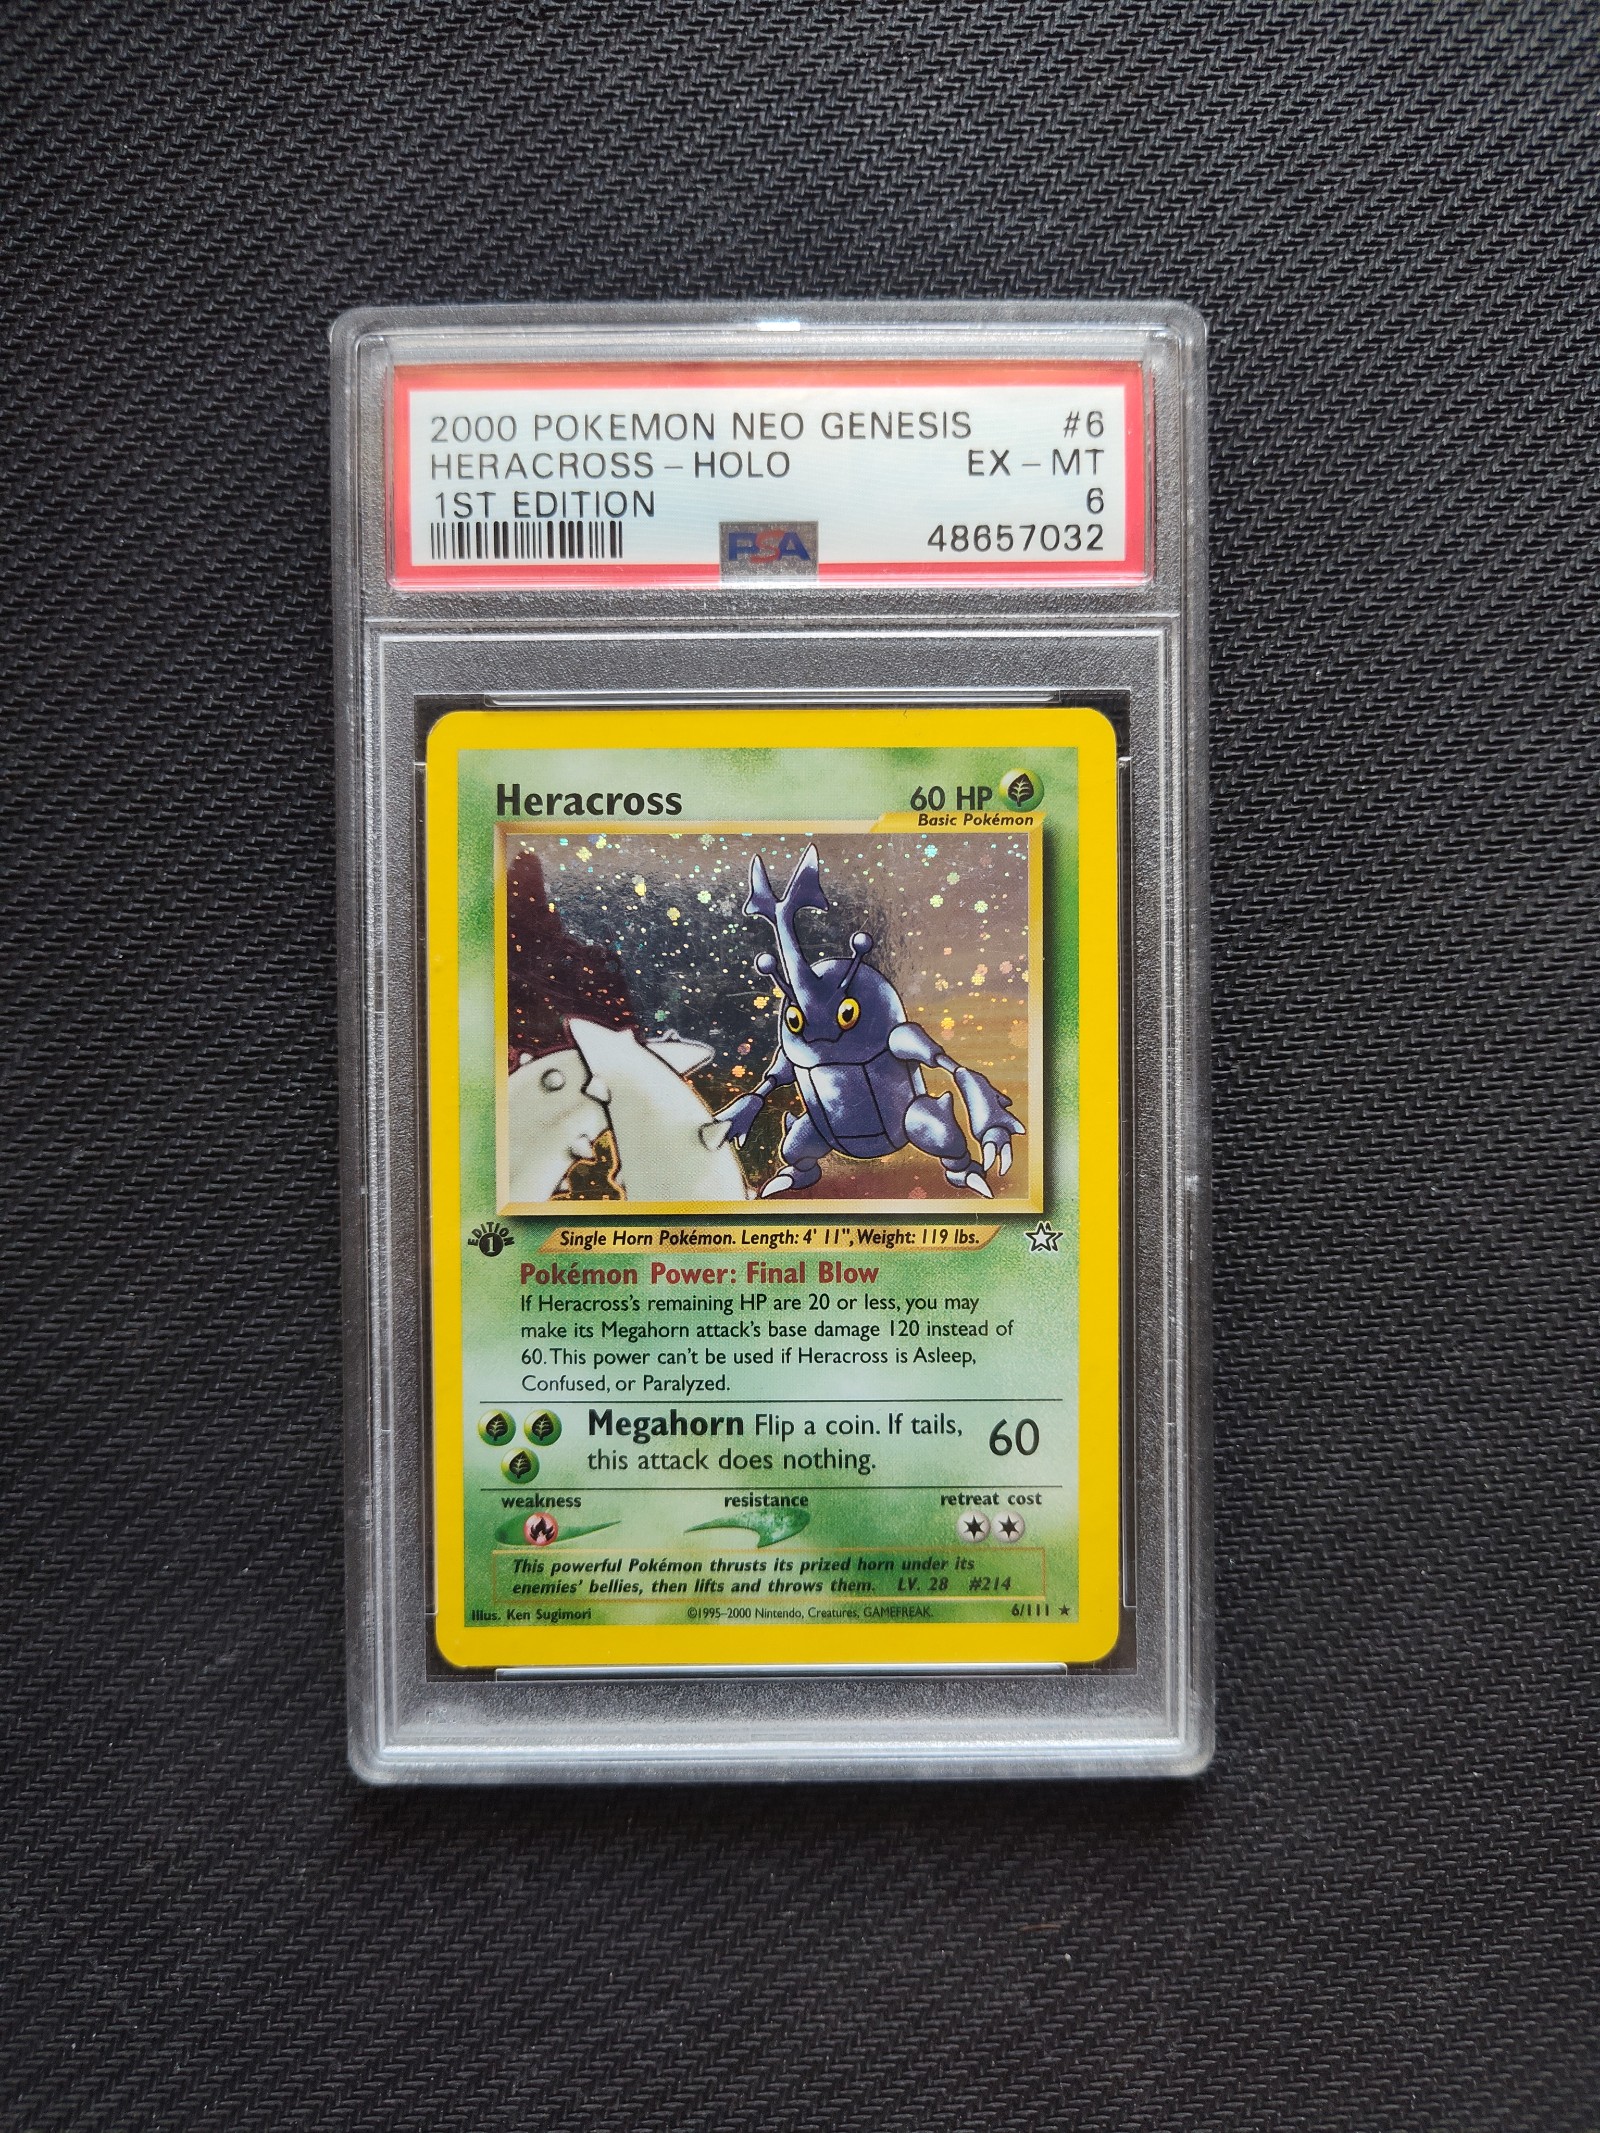 2000 POKEMON NEO GENESIS #6
HERACROSS - HOLO EX - MT
1ST EDITION 6
PSA 48657032
Heracross 60 HP
Basic Pokémon
EDITION
1
Single Horn Pokémon. Length: 4' 11", Weight: 119 lbs.
Pokémon Power: Final Blow
If Heracross's remaining HP are 20 or less, you may
make its Megahorn attack's base damage 120 instead of
60. This power can't be used if Heracross is Asleep,
Confused, or Paralyzed.
Megahorn Flip a coin. If tails, 60
this attack does nothing.
weakness resistance retreat cost
This powerful Pokémon thrusts its prized horn under its
enemies' bellies, then lifts and throws them. LV. 28 #214
Illus. Ken Sugimori ©1995–2000 Nintendo, Creatures, GAMEFREAK. 6/111 ★